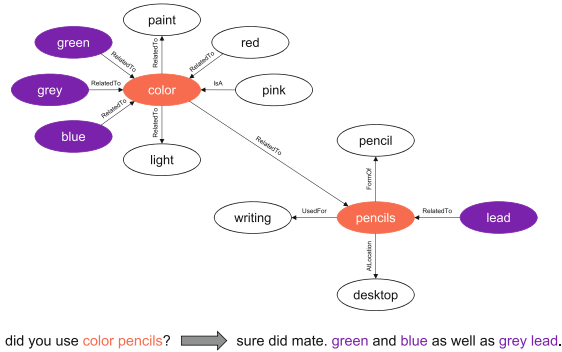 paint
green
red
RelatedTo
RelatedTo
RelatedTo
grey
RelatedTo
color
IsA
pink
RelatedTo
blue
RelatedTo
light
RelatedTo
pencil
FormOf
writing
UsedFor
pencils
RelatedTo
lead
AtLocation
desktop
did you use color pencils? sure did mate. green and blue as well as grey lead.